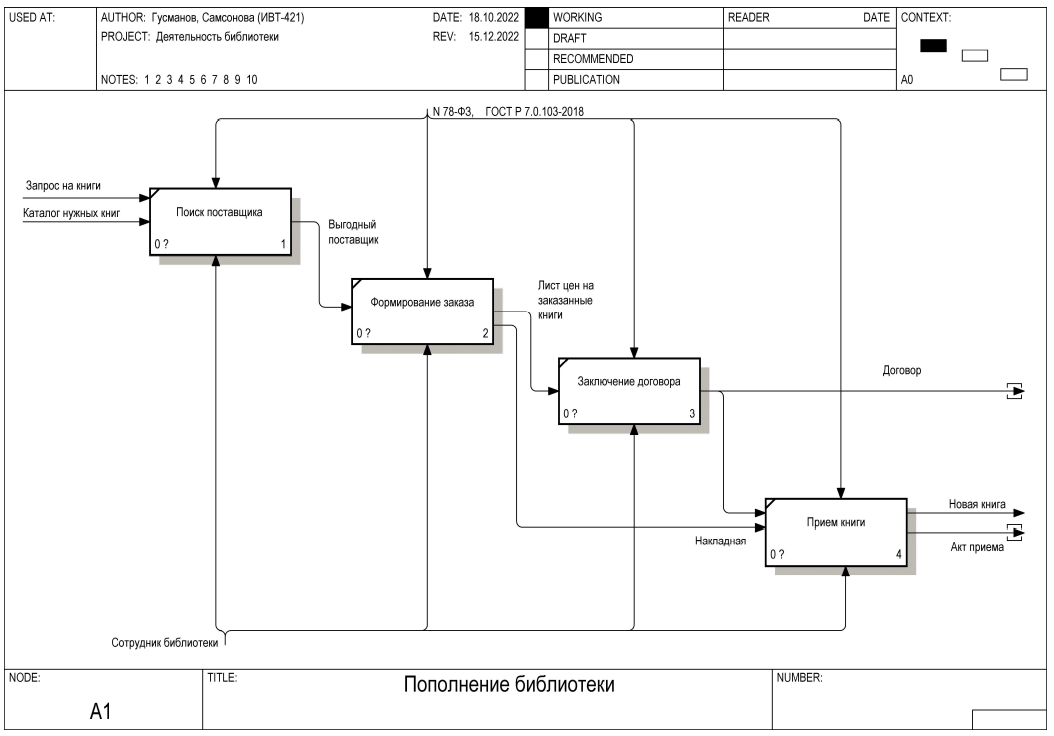 USED AT:
AUTHOR: Гусманов, Самсонова (ИВТ-421)
DATE: 18.10.2022
WORKING
READER
DATE
CONTEXT:
PROJECT: Деятельность библиотеки
REV: 15.12.2022
DRAFT
RECOMMENDED
NOTES: 1 2 3 4 5 6 7 8 9 10
PUBLICATION
A0
N 78-ФЗ, ГОСТ Р 7.0.103-2018
Запрос на книги
Каталог нужных книг
Поиск поставщика
0 ?
1
Выгодный
поставщик
Формирование заказа
0 ?
2
Лист цен на
заказанные
книги
Заключение договора
0 ?
3
Договор
Прием книги
0 ?
4
Накладная
Новая книга
Акт приема
Сотрудник библиотеки
NODE:
A1
TITLE:
Пополнение библиотеки
NUMBER: